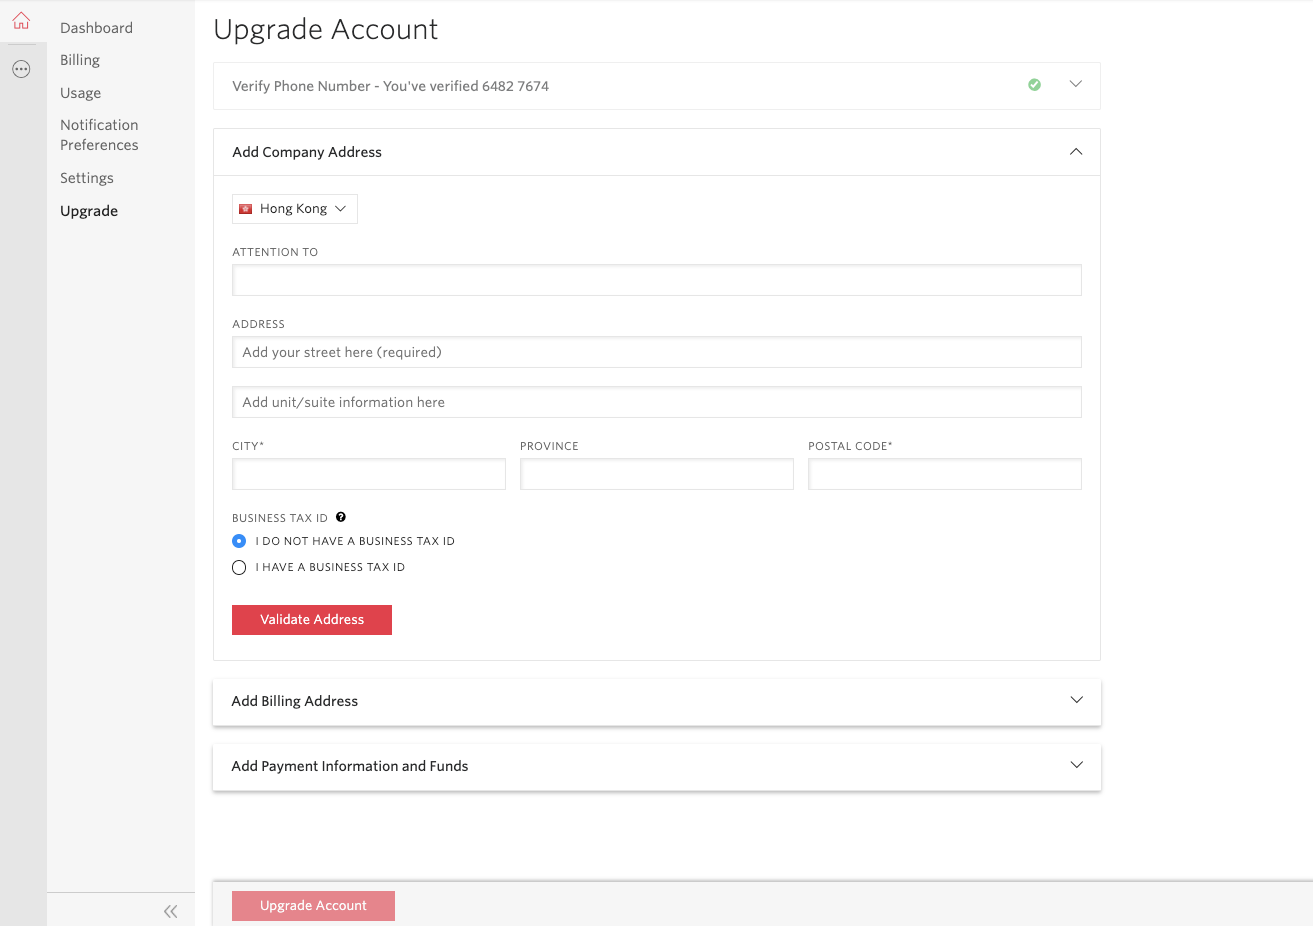 Dashboard
Billing
Usage
Notification
Preferences
Settings
Upgrade
Upgrade Account
Verify Phone Number - You've verified 6482 7674
Add Company Address
Hong Kong
ATTENTION TO
ADDRESS
Add your street here (required)
Add unit/suite information here
CITY*
PROVINCE
POSTAL CODE*
BUSINESS TAX ID ?
I DO NOT HAVE A BUSINESS TAX ID
I HAVE A BUSINESS TAX ID
Validate Address
Add Billing Address
Add Payment Information and Funds
Upgrade Account